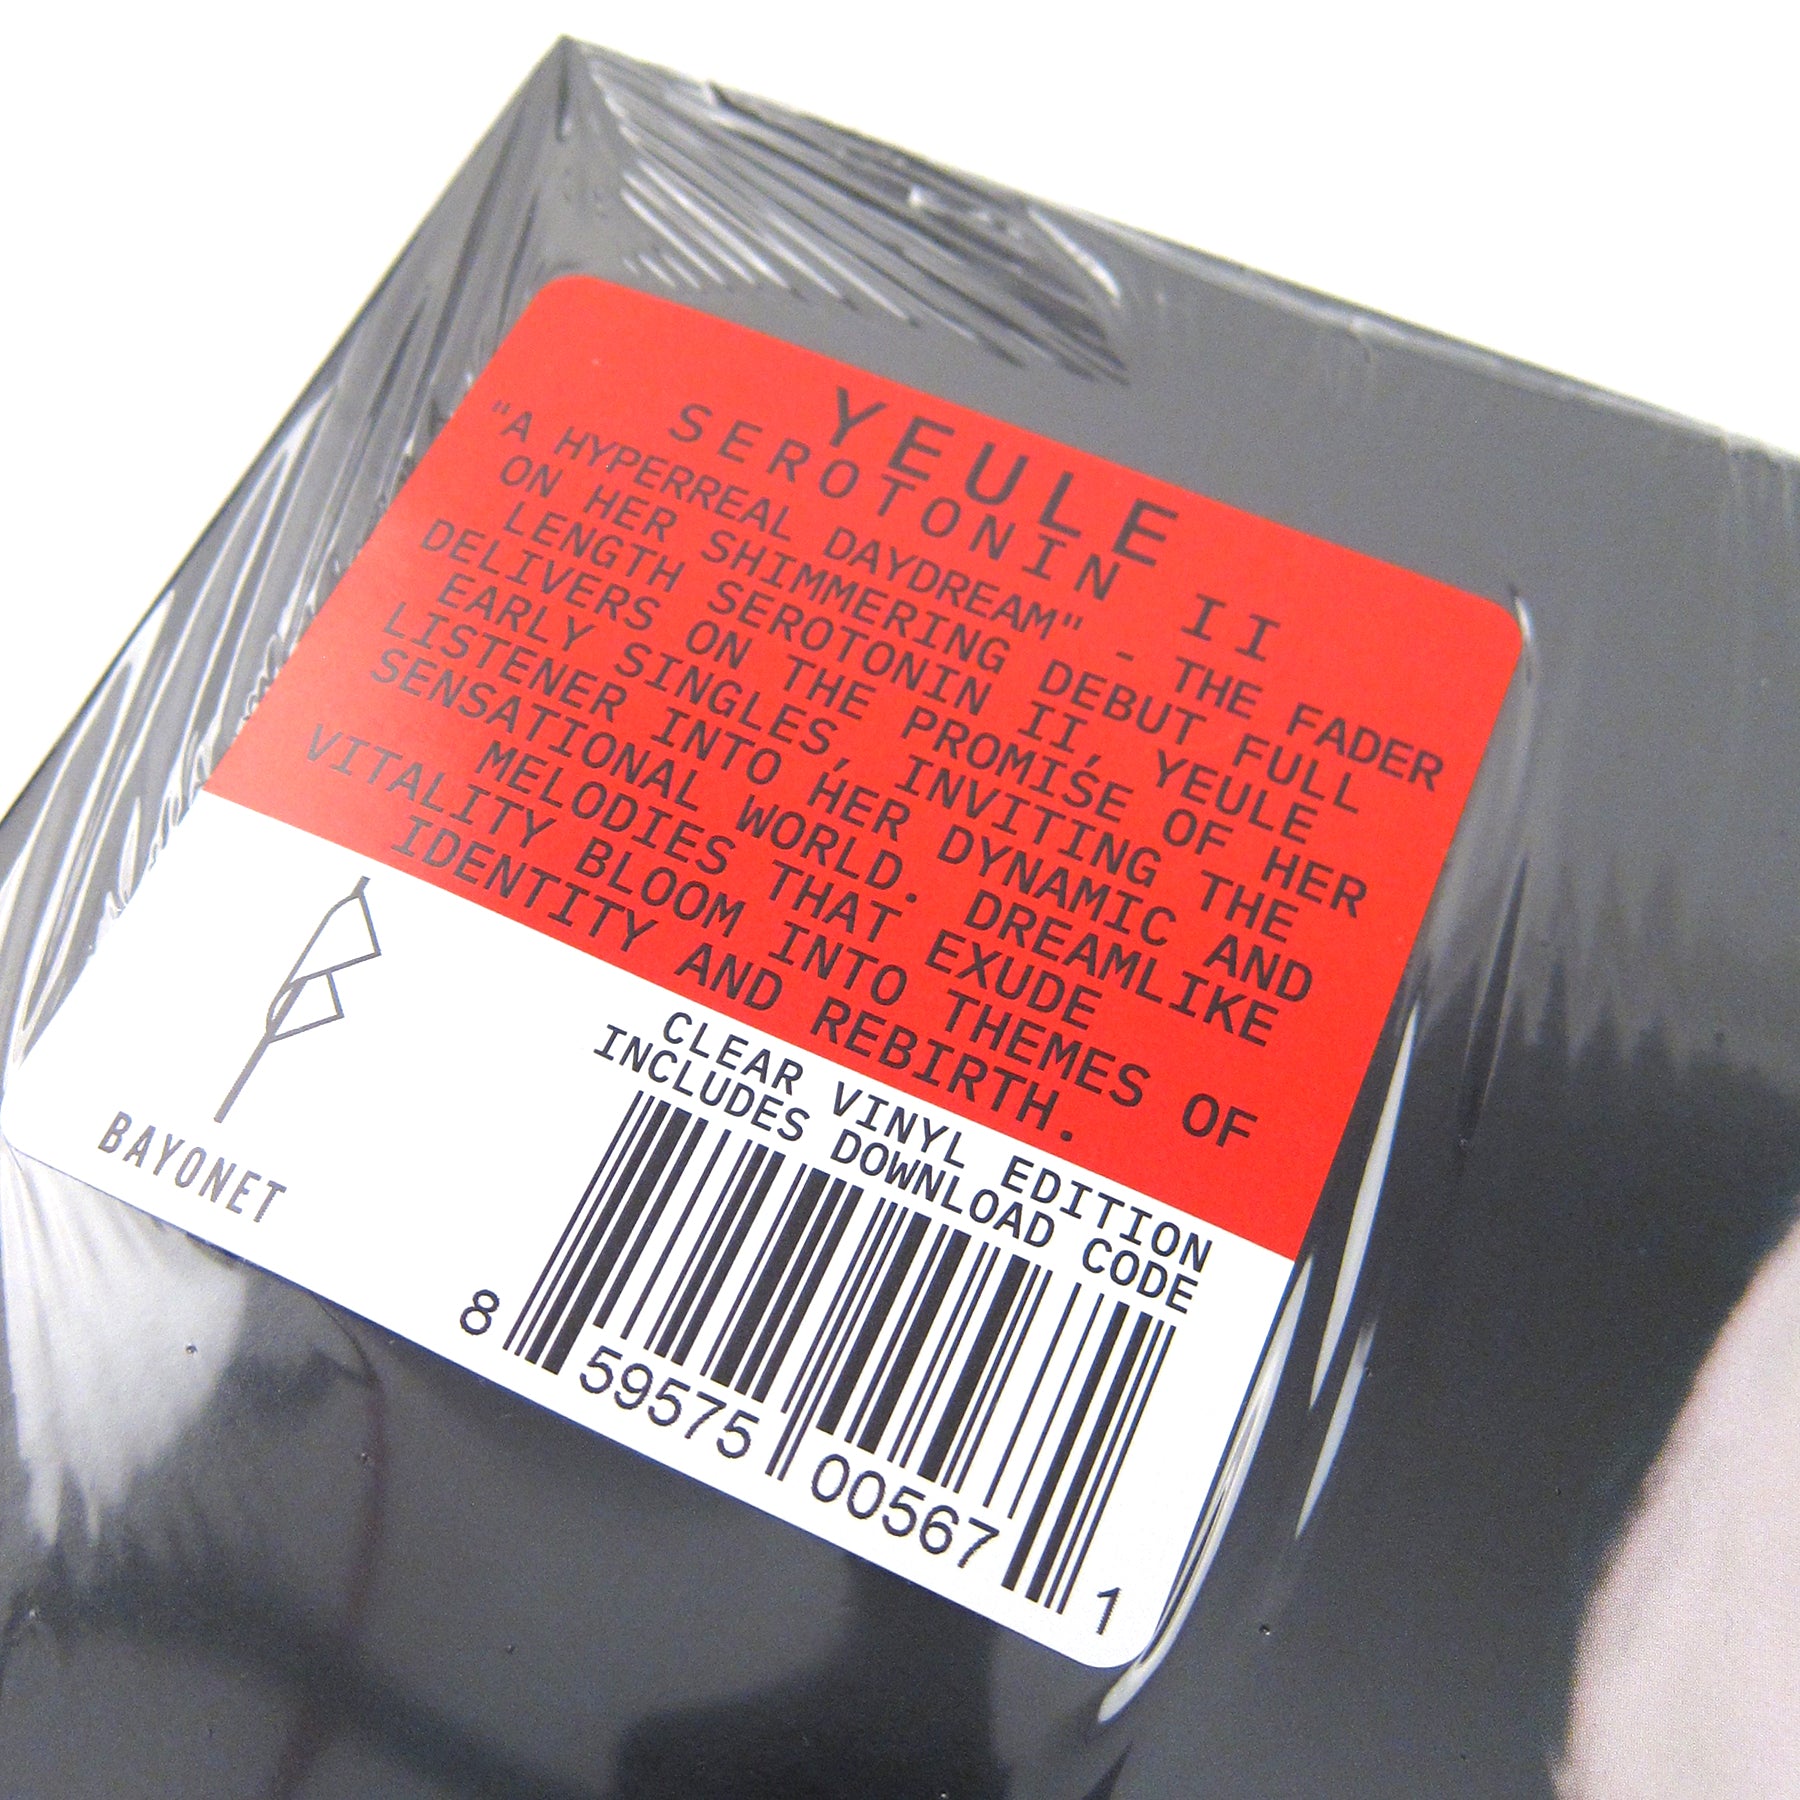 YEULE
SEROTONIN II
"A HYPERREAL DAYDREAM" - THE FADER
ON HER SHIMMERING DEBUT FULL
LENGTH SEROTONIN II, YEULE
DELIVERS ON THE PROMISE OF HER
EARLY SINGLES, INVITING THE
LISTENER INTO HER DYNAMIC AND
SENSATIONAL WORLD. DREAMLIKE
MELODIES THAT EXUDE
VITALITY BLOOM INTO THEMES OF
IDENTITY AND REBIRTH.
CLEAR VINYL EDITION
INCLUDES DOWNLOAD CODE
BAYONET
8 59575 00567 1